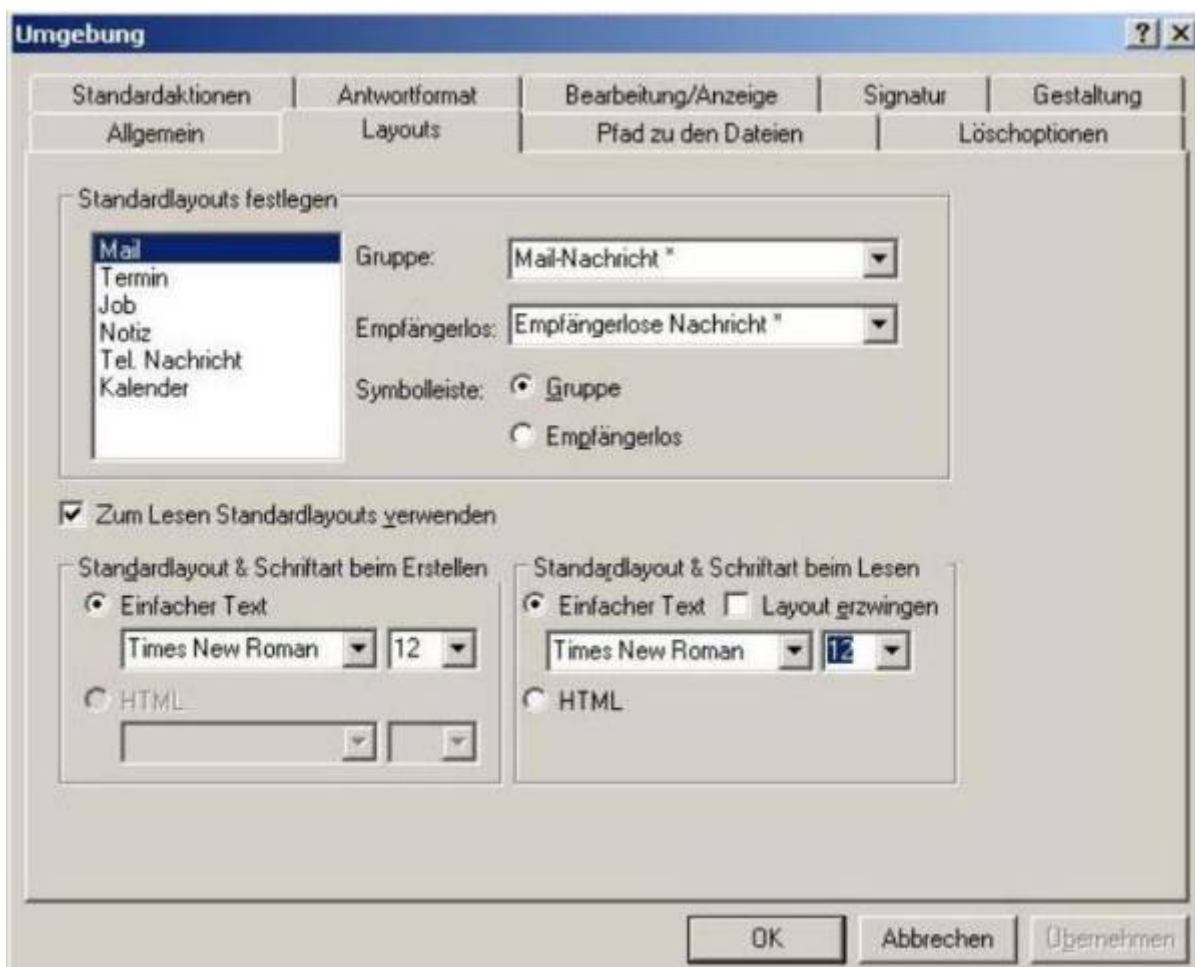 Umgebung
Standardaktionen Antwortformat Bearbeitung/Anzeige Signatur Gestaltung
Allgemein Layouts Pfad zu den Dateien Löschoptionen
Standardlayouts festlegen
Mail
Termin
Job
Notiz
Tel. Nachricht
Kalender
Gruppe: Mail-Nachricht *
Empfängerlos: Empfängerlose Nachricht *
Symbolleiste: Gruppe
Empfängerlos
Zum Lesen Standardlayouts verwenden
Standardlayout & Schriftart beim Erstellen
Einfacher Text
Times New Roman 12
HTML
Standardlayout & Schriftart beim Lesen
Einfacher Text Layout erzwingen
Times New Roman 12
HTML
OK Abbrechen Übernehmen